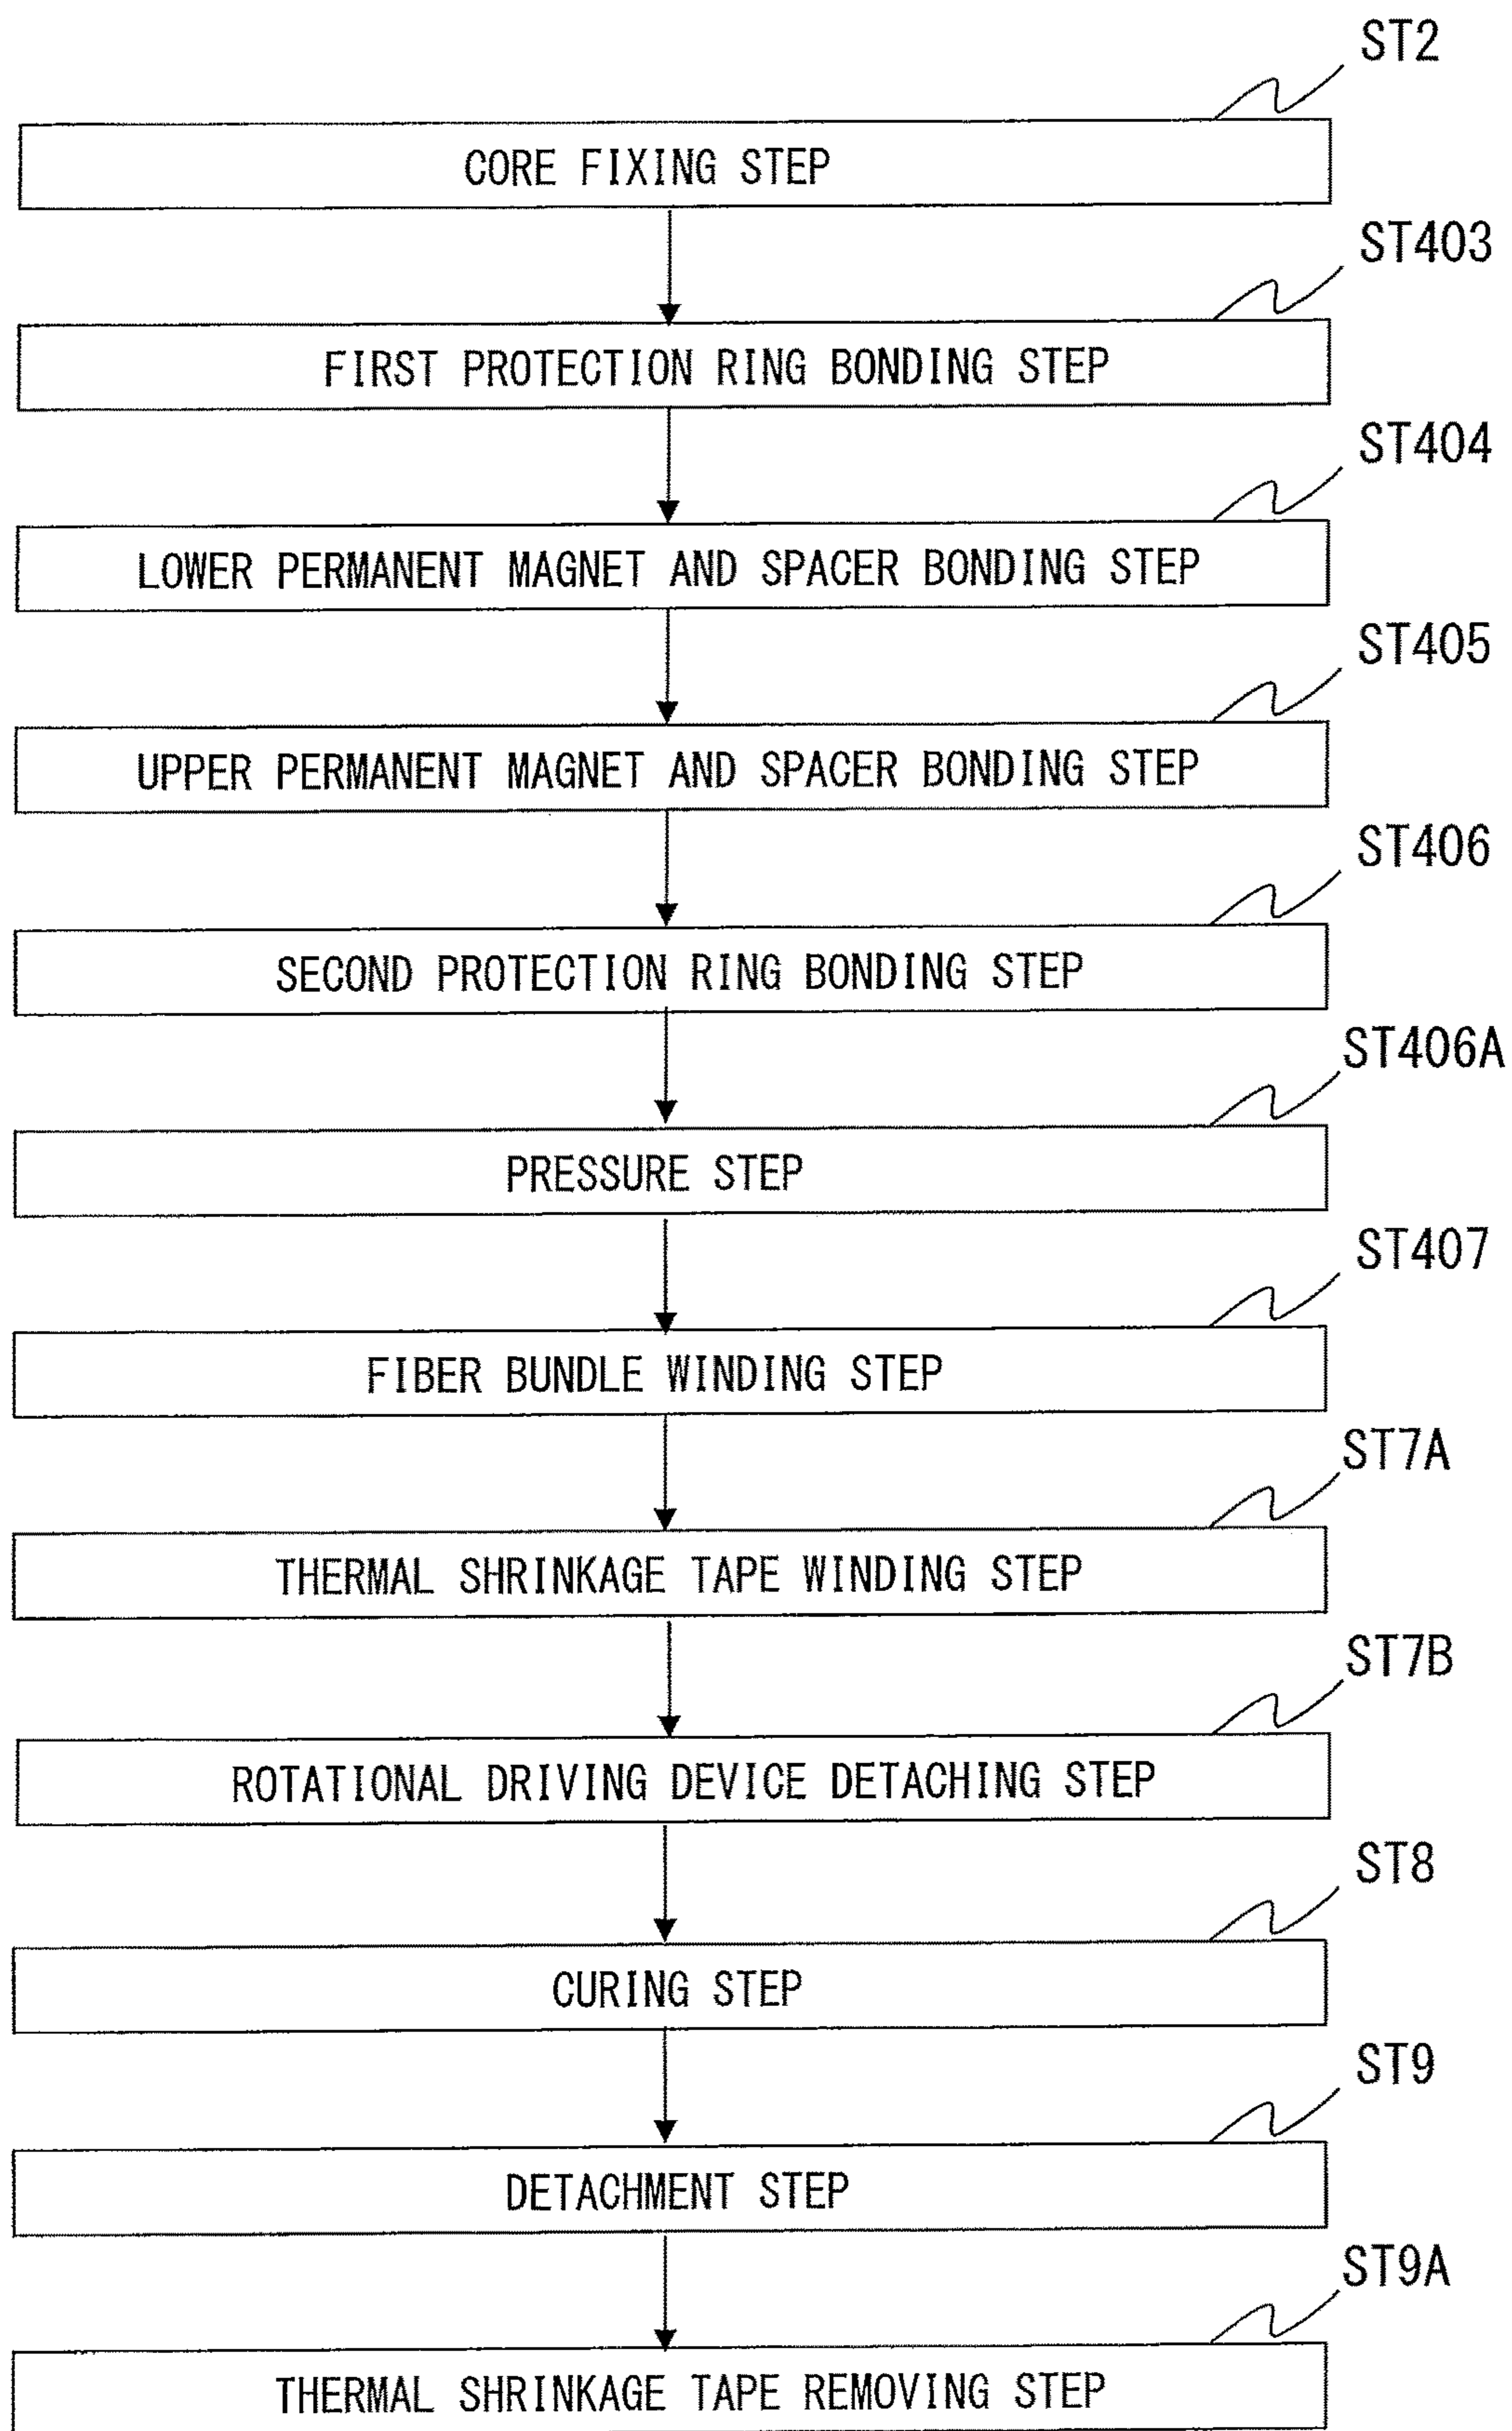 ST2
CORE FIXING STEP
ST403
FIRST PROTECTION RING BONDING STEP
ST404
LOWER PERMANENT MAGNET AND SPACER BONDING STEP
ST405
UPPER PERMANENT MAGNET AND SPACER BONDING STEP
ST406
SECOND PROTECTION RING BONDING STEP
ST406A
PRESSURE STEP
ST407
FIBER BUNDLE WINDING STEP
ST7A
THERMAL SHRINKAGE TAPE WINDING STEP
ST7B
ROTATIONAL DRIVING DEVICE DETACHING STEP
ST8
CURING STEP
ST9
DETACHMENT STEP
ST9A
THERMAL SHRINKAGE TAPE REMOVING STEP